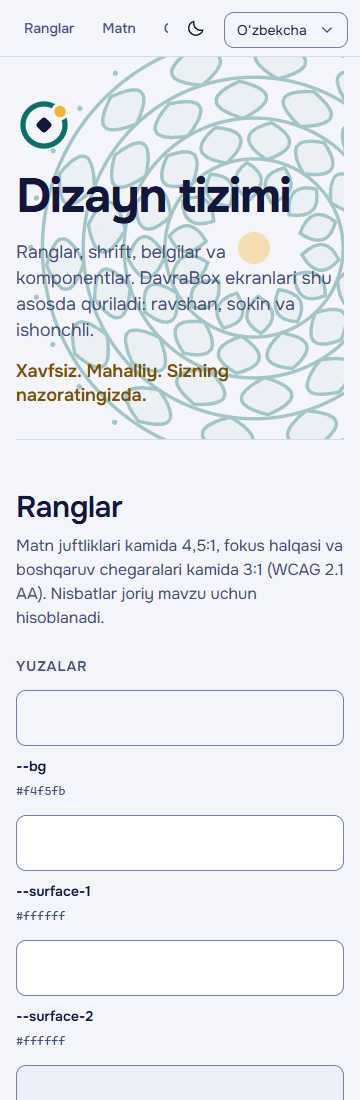 Ranglar Matn
Oʻzbekcha
Dizayn tizimi
Ranglar, shrift, belgilar va
komponentlar. DavraBox ekranlari shu
asosda quriladi: ravshan, sokin va
ishonchli.
Xavfsiz. Mahalliy. Sizning
nazoratingizda.
Ranglar
Matn juftliklari kamida 4,5:1, fokus halqasi va
boshqaruv chegaralari kamida 3:1 (WCAG 2.1
AA). Nisbatlar joriy mavzu uchun
hisoblanadi.
YUZALAR
--bg
#f4f5fb
--surface-1
#ffffff
--surface-2
#ffffff